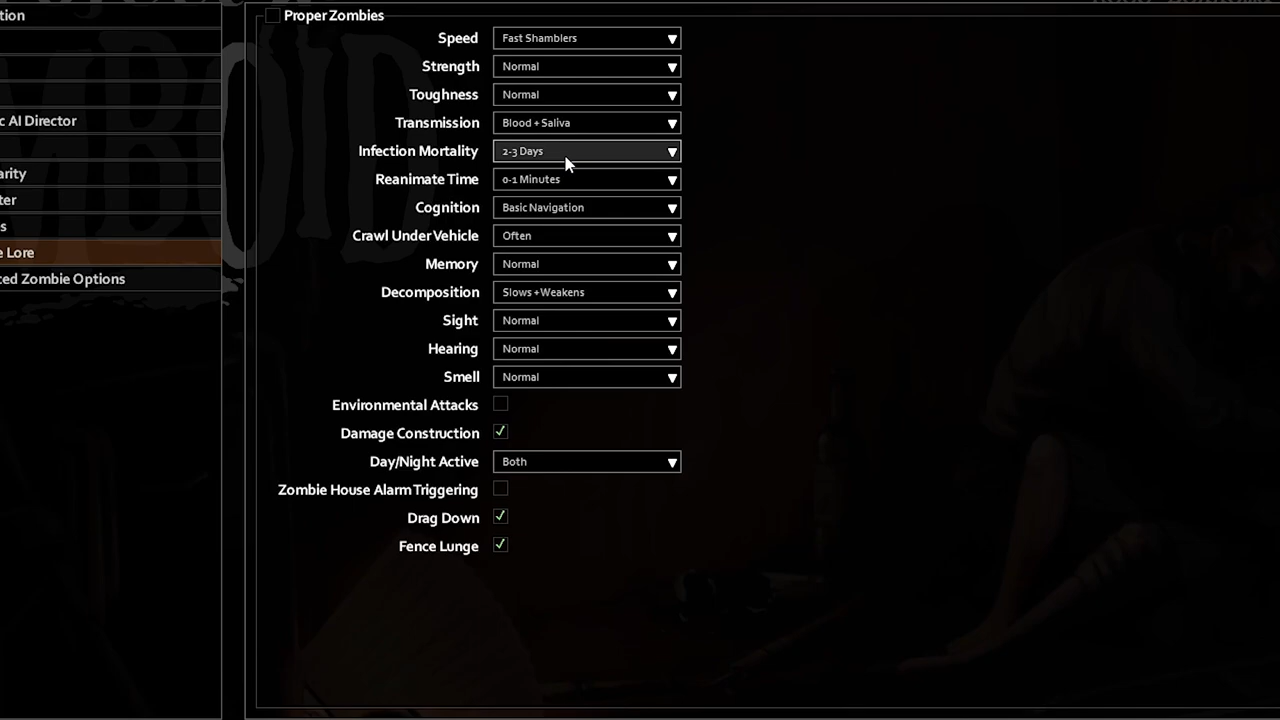 tion
Proper Zombies
Speed Fast Shamblers
Strength Normal
Toughness Normal
c AI Director
Transmission Blood + Saliva
Infection Mortality 2-3 Days
arity
Reanimate Time 0-1 Minutes
ter
Cognition Basic Navigation
s
Crawl Under Vehicle Often
e Lore
Memory Normal
ced Zombie Options
Decomposition Slows + Weakens
Sight Normal
Hearing Normal
Smell Normal
Environmental Attacks
Damage Construction
Day/Night Active Both
Zombie House Alarm Triggering
Drag Down
Fence Lunge
MBOID